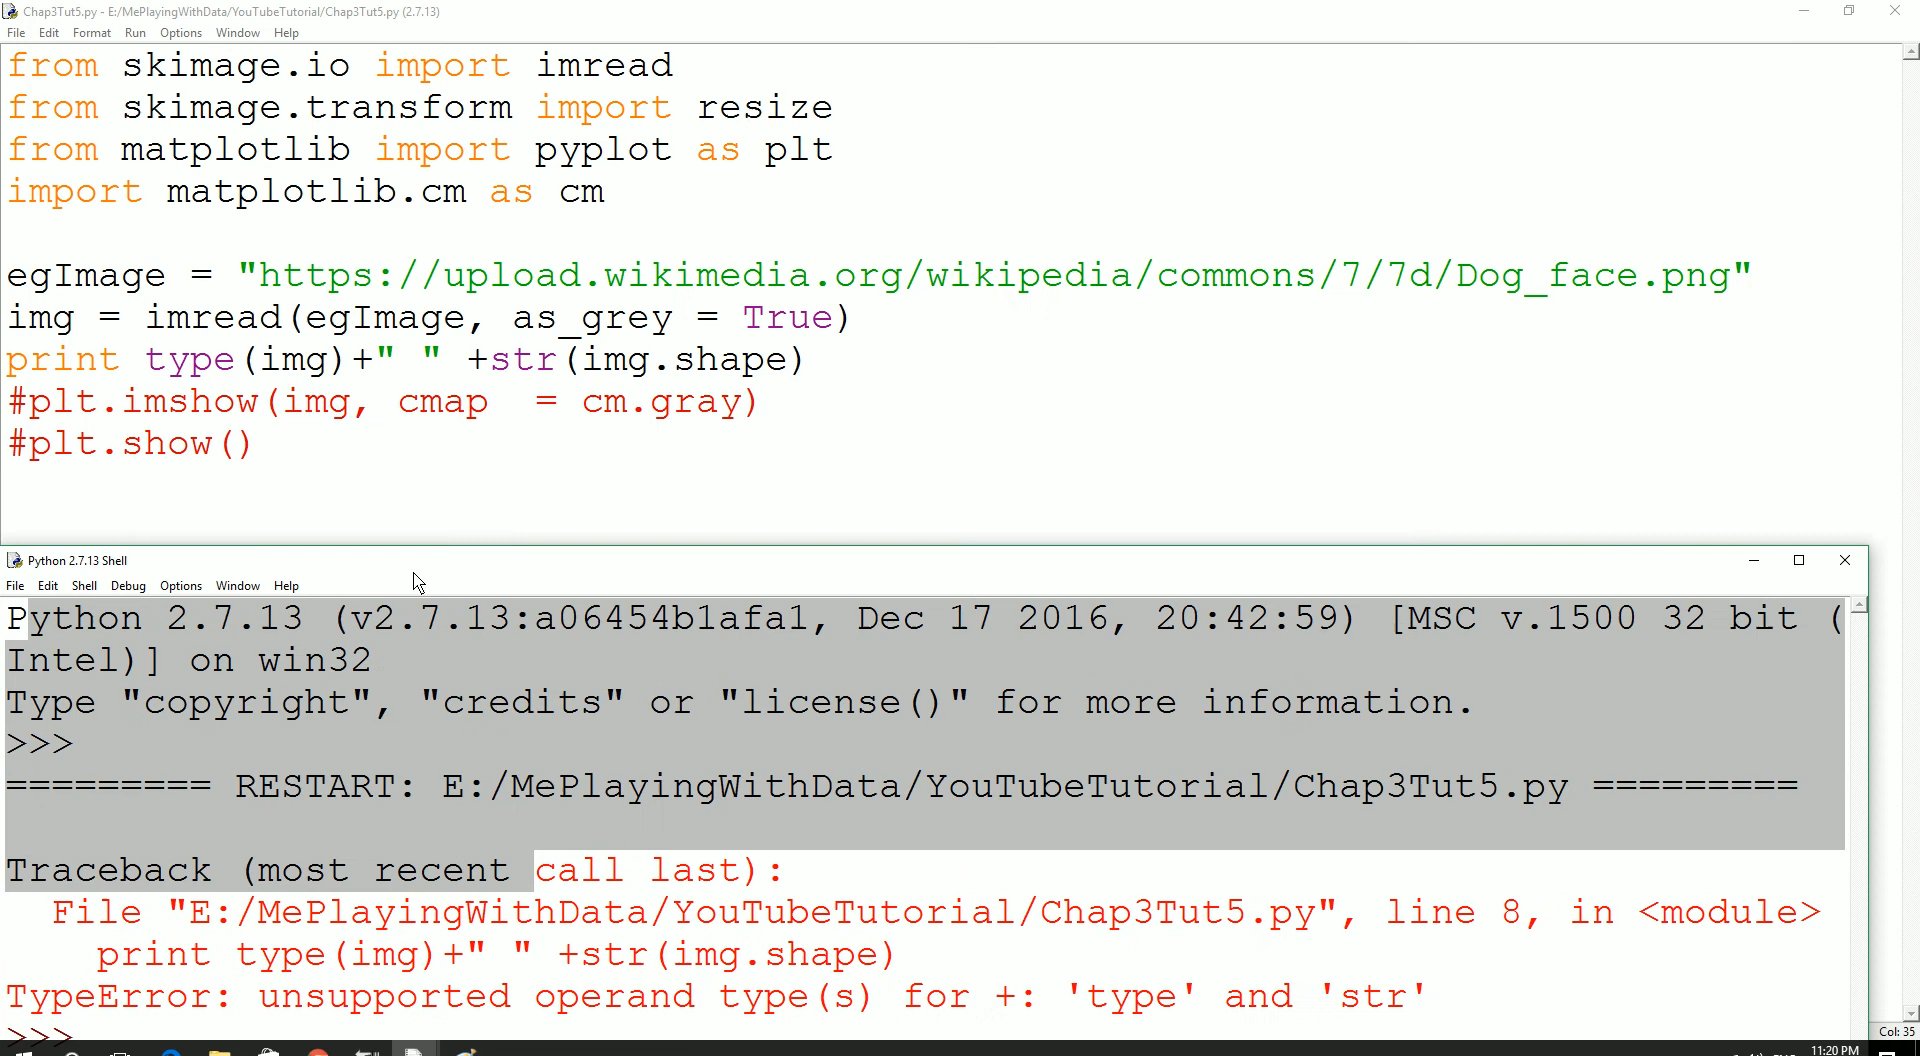 Chap3Tut5.py - E:/MePlayingWithData/YouTubeTutorial/Chap3Tut5.py (2.7.13)
File Edit Format Run Options Window Help
from skimage.io import imread
from skimage.transform import resize
from matplotlib import pyplot as plt
import matplotlib.cm as cm
egImage = "https://upload.wikimedia.org/wikipedia/commons/7/7d/Dog_face.png"
img = imread(egImage, as_grey = True)
print type(img)+" " +str(img.shape)
#plt.imshow(img, cmap  = cm.gray)
#plt.show()
Python 2.7.13 Shell
File Edit Shell Debug Options Window Help
Python 2.7.13 (v2.7.13:a06454b1afa1, Dec 17 2016, 20:42:59) [MSC v.1500 32 bit (
Intel)] on win32
Type "copyright", "credits" or "license()" for more information.
>>>
========= RESTART: E:/MePlayingWithData/YouTubeTutorial/Chap3Tut5.py =========
Traceback (most recent call last):
  File "E:/MePlayingWithData/YouTubeTutorial/Chap3Tut5.py", line 8, in <module>
    print type(img)+" " +str(img.shape)
TypeError: unsupported operand type(s) for +: 'type' and 'str'
>>>
Col: 35
11:20 PM